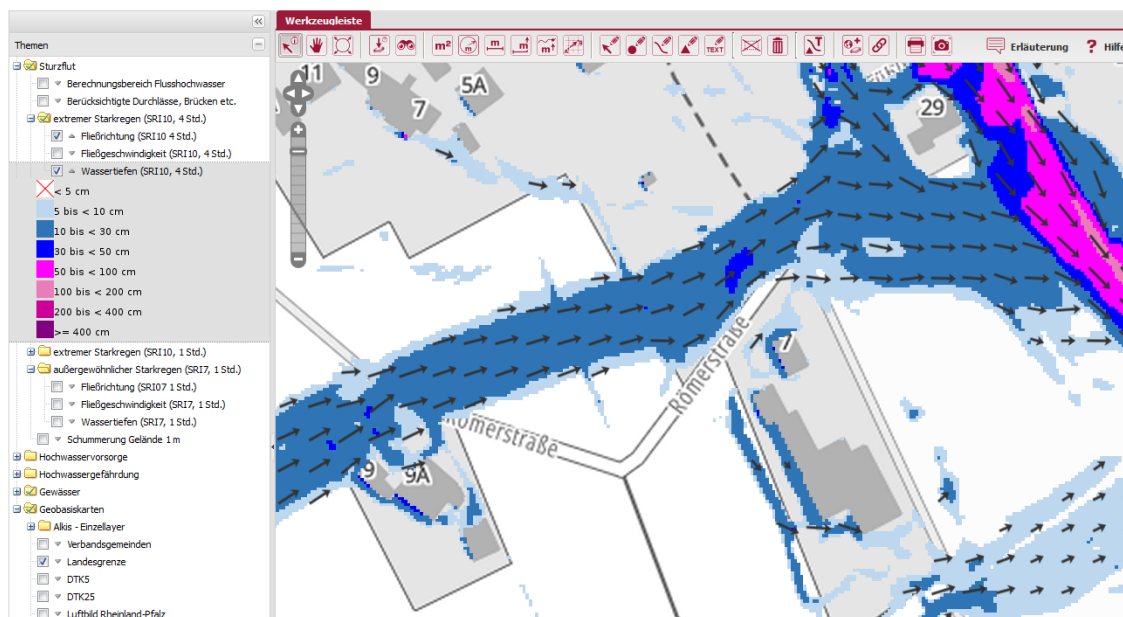 Werkzeugleiste
Themen
m²
m
m
m
m
TEXT
T
Erläuterung
? Hilfe
Sturzflut
Berechnungsbereich Flusshochwasser
Berücksichtigte Durchlässe, Brücken etc.
extremer Starkregen (SRI10, 4 Std.)
Fließrichtung (SRI10 4 Std.)
Fließgeschwindigkeit (SRI10, 4 Std.)
Wassertiefen (SRI10, 4 Std.)
< 5 cm
5 bis < 10 cm
10 bis < 30 cm
30 bis < 50 cm
50 bis < 100 cm
100 bis < 200 cm
200 bis < 400 cm
>= 400 cm
extremer Starkregen (SRI10, 1 Std.)
außergewöhnlicher Starkregen (SRI7, 1 Std.)
Fließrichtung (SRI07 1 Std.)
Fließgeschwindigkeit (SRI7, 1 Std.)
Wassertiefen (SRI7, 1 Std.)
Schummerung Gelände 1 m
Hochwasservorsorge
Hochwassergefährdung
Gewässer
Geobasiskarten
Alkis - Einzellayer
Verbandsgemeinden
Landesgrenze
DTK5
DTK25
Luftbild Rheinland-Pfalz
11
9
7
5A
29
7
Römerstraße
Römerstraße
9
9A